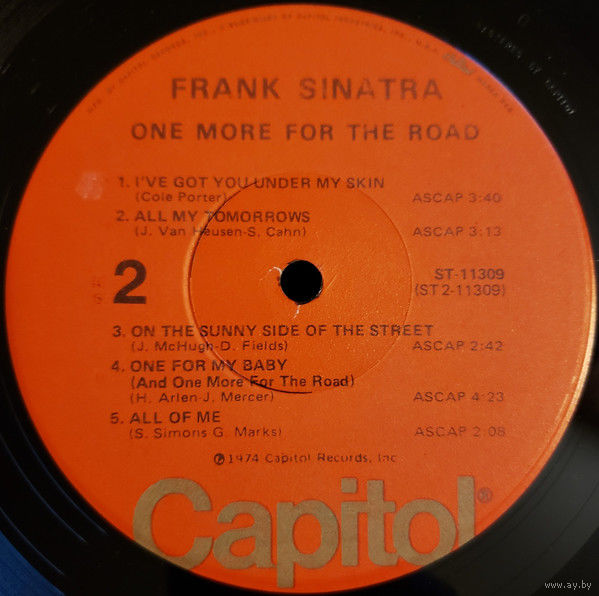 FRANK SINATRA
ONE MORE FOR THE ROAD
1. I'VE GOT YOU UNDER MY SKIN
(Cole Porter) ASCAP 3:40
2. ALL MY TOMORROWS
(J. Van Heusen-S. Cahn) ASCAP 3:13
2
ST-11309
(ST 2-11309)
3. ON THE SUNNY SIDE OF THE STREET
(J. McHugh-D. Fields) ASCAP 2:42
4. ONE FOR MY BABY
(And One More For The Road)
(H. Arlen-J. Mercer) ASCAP 4:23
5. ALL OF ME
(S. Simons G. Marks) ASCAP 2:08
℗ 1974 Capitol Records, Inc
Capitol®
www.ay.by